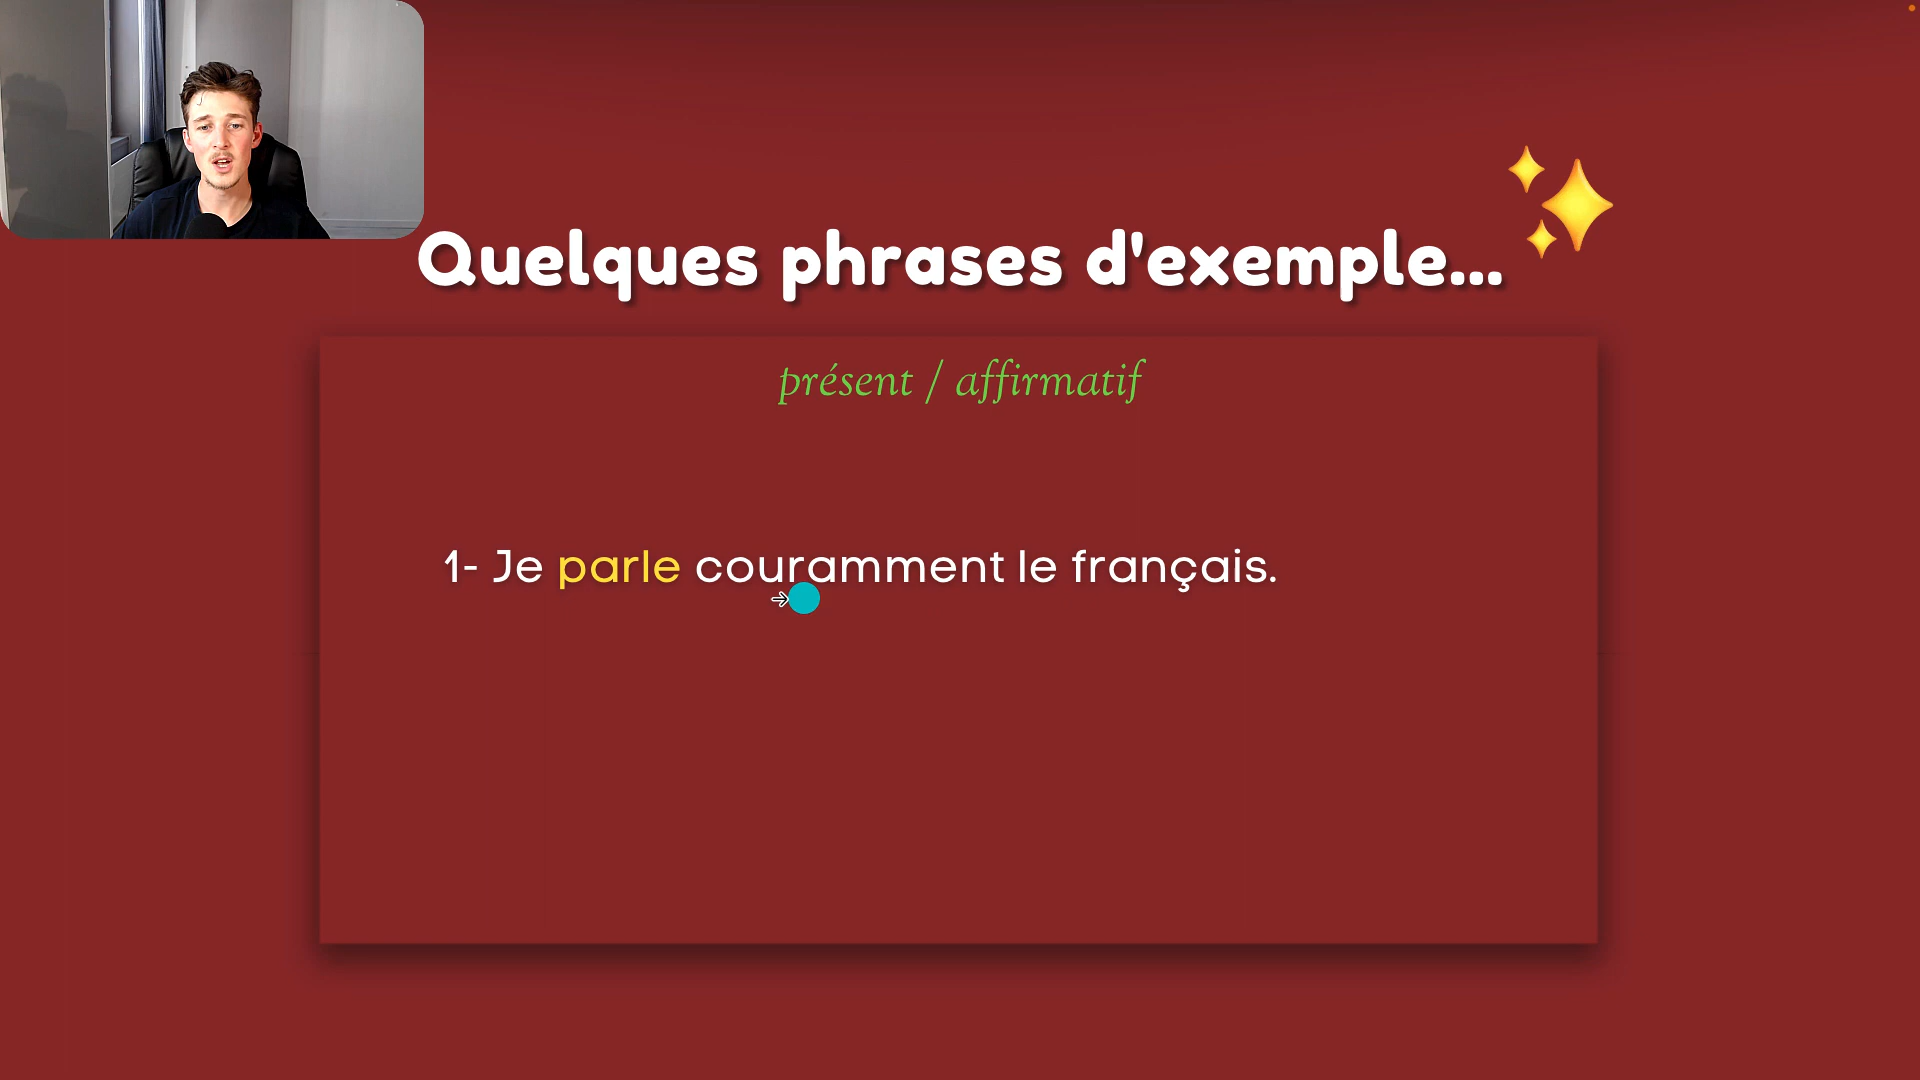 Quelques phrases d'exemple...
présent / affirmatif
1- Je parle couramment le français.